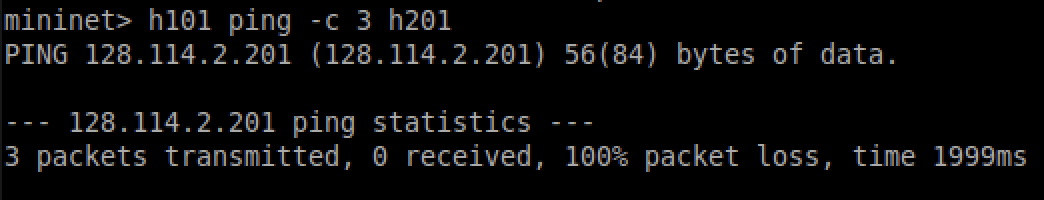 mininet> h101 ping -c 3 h201
PING 128.114.2.201 (128.114.2.201) 56(84) bytes of data.
--- 128.114.2.201 ping statistics ---
3 packets transmitted, 0 received, 100% packet loss, time 1999ms